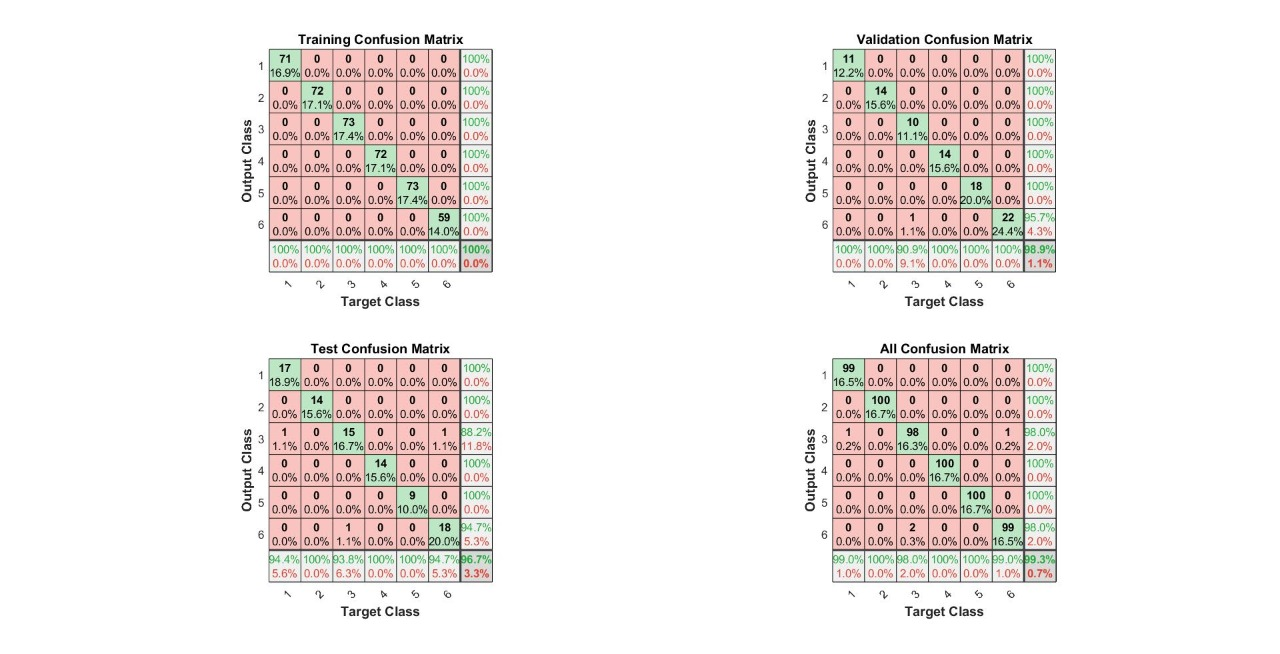 Training Confusion Matrix
Output Class
1
71 0 0 0 0 0 100%
16.9% 0.0% 0.0% 0.0% 0.0% 0.0% 0.0%
2
0 72 0 0 0 0 100%
0.0% 17.1% 0.0% 0.0% 0.0% 0.0% 0.0%
3
0 0 73 0 0 0 100%
0.0% 0.0% 17.4% 0.0% 0.0% 0.0% 0.0%
4
0 0 0 72 0 0 100%
0.0% 0.0% 0.0% 17.1% 0.0% 0.0% 0.0%
5
0 0 0 0 73 0 100%
0.0% 0.0% 0.0% 0.0% 17.4% 0.0% 0.0%
6
0 0 0 0 0 59 100%
0.0% 0.0% 0.0% 0.0% 0.0% 14.0% 0.0%
100% 100% 100% 100% 100% 100% 100%
0.0% 0.0% 0.0% 0.0% 0.0% 0.0% 0.0%
1 2 3 4 5 6
Target Class
Validation Confusion Matrix
Output Class
1
11 0 0 0 0 0 100%
12.2% 0.0% 0.0% 0.0% 0.0% 0.0% 0.0%
2
0 14 0 0 0 0 100%
0.0% 15.6% 0.0% 0.0% 0.0% 0.0% 0.0%
3
0 0 10 0 0 0 100%
0.0% 0.0% 11.1% 0.0% 0.0% 0.0% 0.0%
4
0 0 0 14 0 0 100%
0.0% 0.0% 0.0% 15.6% 0.0% 0.0% 0.0%
5
0 0 0 0 18 0 100%
0.0% 0.0% 0.0% 0.0% 20.0% 0.0% 0.0%
6
0 0 1 0 0 22 95.7%
0.0% 0.0% 1.1% 0.0% 0.0% 24.4% 4.3%
100% 100% 90.9% 100% 100% 100% 98.9%
0.0% 0.0% 9.1% 0.0% 0.0% 0.0% 1.1%
1 2 3 4 5 6
Target Class
Test Confusion Matrix
Output Class
1
17 0 0 0 0 0 100%
18.9% 0.0% 0.0% 0.0% 0.0% 0.0% 0.0%
2
0 14 0 0 0 0 100%
0.0% 15.6% 0.0% 0.0% 0.0% 0.0% 0.0%
3
1 0 15 0 0 1 88.2%
1.1% 0.0% 16.7% 0.0% 0.0% 1.1% 11.8%
4
0 0 0 14 0 0 100%
0.0% 0.0% 0.0% 15.6% 0.0% 0.0% 0.0%
5
0 0 0 0 9 0 100%
0.0% 0.0% 0.0% 0.0% 10.0% 0.0% 0.0%
6
0 0 1 0 0 18 94.7%
0.0% 0.0% 1.1% 0.0% 0.0% 20.0% 5.3%
94.4% 100% 93.8% 100% 100% 94.7% 96.7%
5.6% 0.0% 6.3% 0.0% 0.0% 5.3% 3.3%
1 2 3 4 5 6
Target Class
All Confusion Matrix
Output Class
1
99 0 0 0 0 0 100%
16.5% 0.0% 0.0% 0.0% 0.0% 0.0% 0.0%
2
0 100 0 0 0 0 100%
0.0% 16.7% 0.0% 0.0% 0.0% 0.0% 0.0%
3
1 0 98 0 0 1 98.0%
0.2% 0.0% 16.3% 0.0% 0.0% 0.2% 2.0%
4
0 0 0 100 0 0 100%
0.0% 0.0% 0.0% 16.7% 0.0% 0.0% 0.0%
5
0 0 0 0 100 0 100%
0.0% 0.0% 0.0% 0.0% 16.7% 0.0% 0.0%
6
0 0 2 0 0 99 98.0%
0.0% 0.0% 0.3% 0.0% 0.0% 16.5% 2.0%
99.0% 100% 98.0% 100% 100% 99.0% 99.3%
1.0% 0.0% 2.0% 0.0% 0.0% 1.0% 0.7%
1 2 3 4 5 6
Target Class